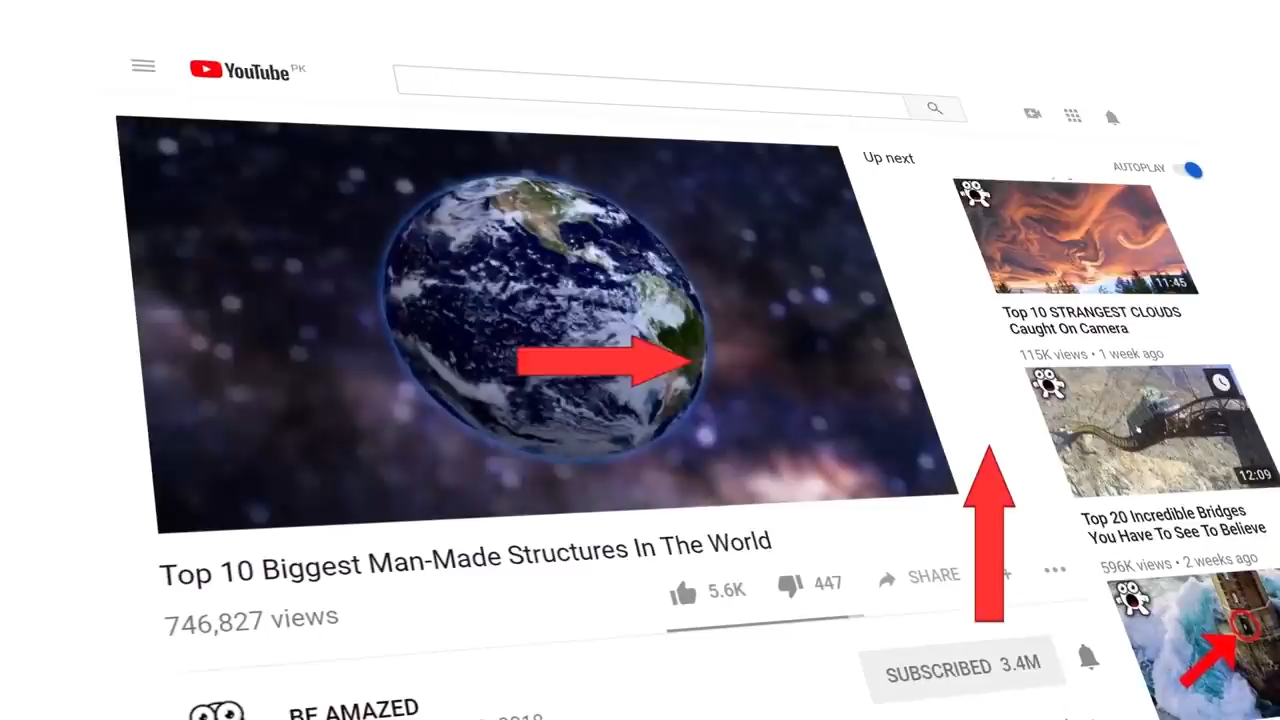 YouTube PK
Up next
AUTOPLAY
11:45
Top 10 STRANGEST CLOUDS
Caught On Camera
115K views • 1 week ago
12:09
Top 20 Incredible Bridges
You Have To See To Believe
596K views • 2 weeks ago
Top 10 Biggest Man-Made Structures In The World
746,827 views
5.6K
447
SHARE
SUBSCRIBED 3.4M
BE AMAZED
2018